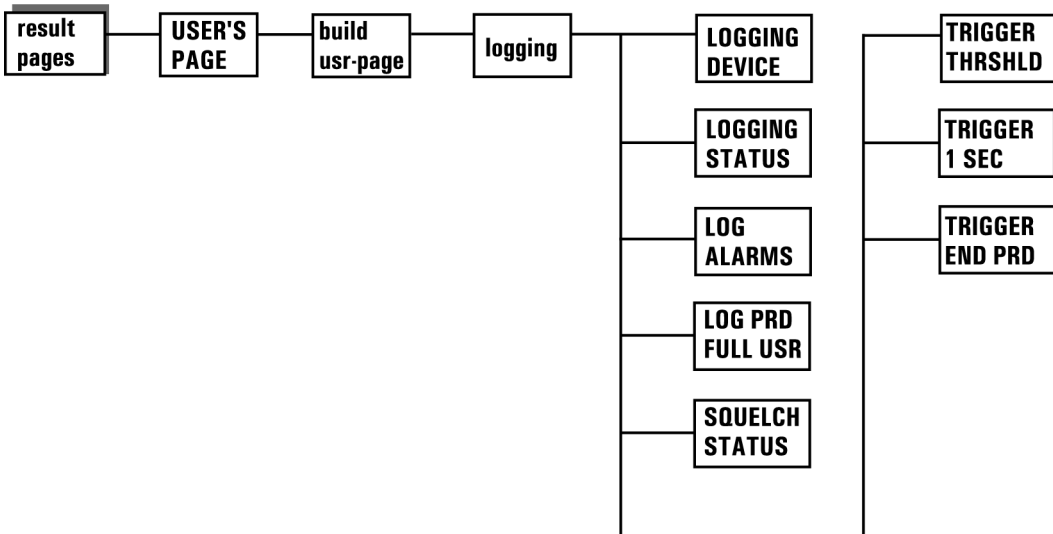 result
pages
USER'S
PAGE
build
usr-page
logging
LOGGING
DEVICE
LOGGING
STATUS
LOG
ALARMS
LOG PRD
FULL USR
SQUELCH
STATUS
TRIGGER
THRSHLD
TRIGGER
1 SEC
TRIGGER
END PRD